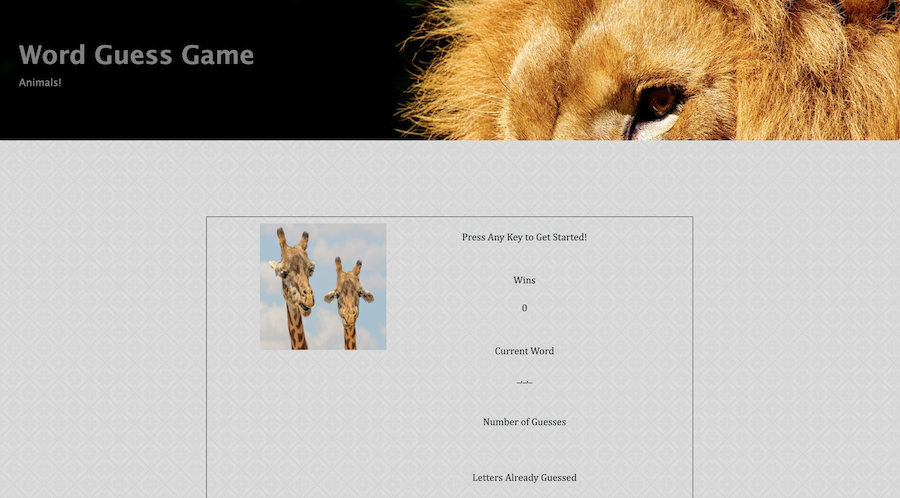 Word Guess Game
Animals!
Press Any Key to Get Started!
Wins
0
Current Word
_,_,_
Number of Guesses
Letters Already Guessed